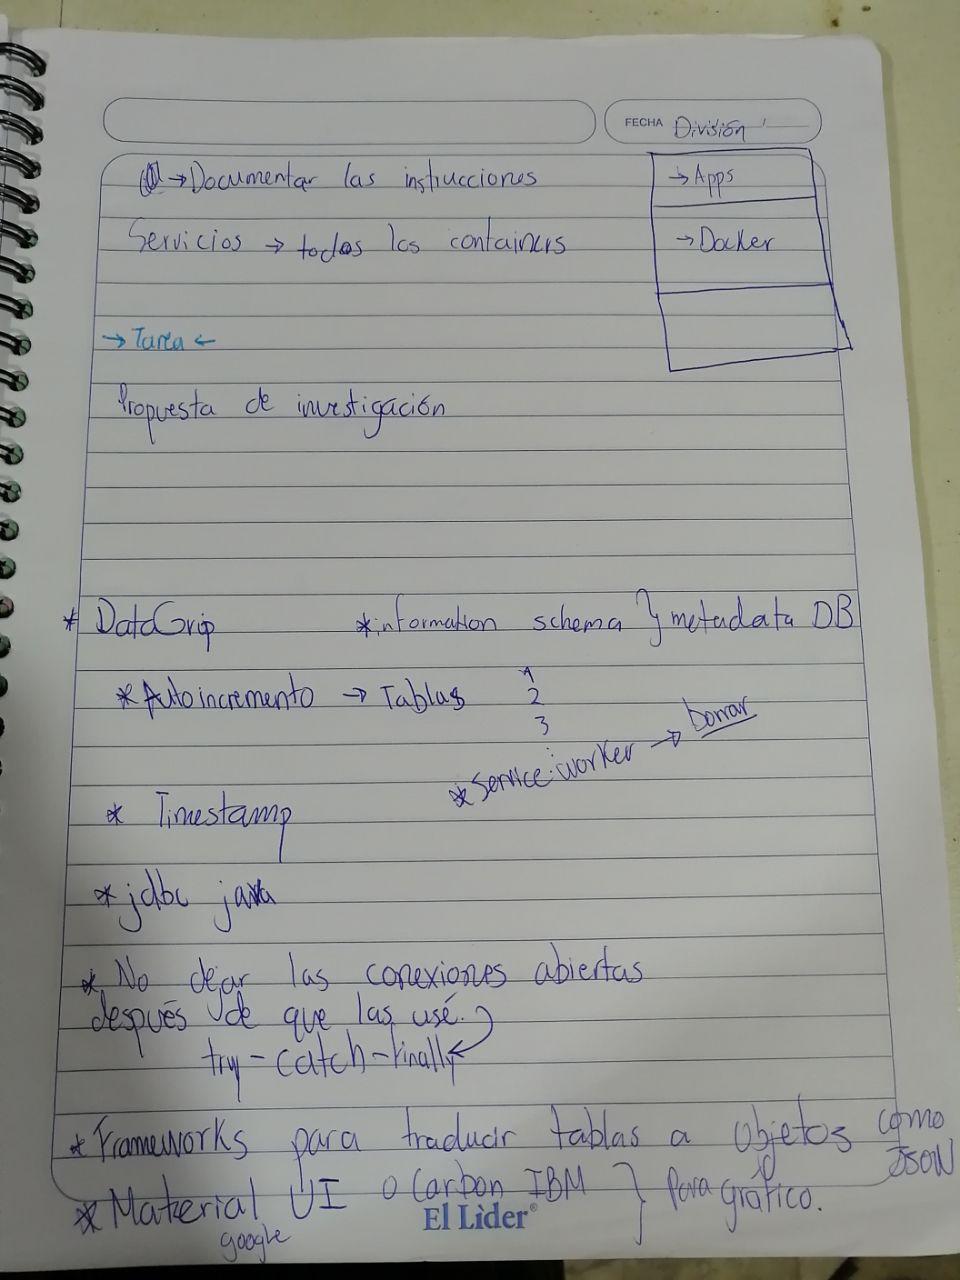 FECHA División
→ Documentar las instrucciones
→ Apps
Servicios → todos los containers
→ Docker
→ Tarea ←
Propuesta de investigación
* DataGrip * information schema } metadata DB
* Autoincremento → Tablas 1
2
3
* service-worker → borrar
* Timestamp
* jdbc java
* No dejar las conexiones abiertas
después de que las usé.
try - catch - finally
* Frameworks para traducir tablas a objetos como
JSON
* Material UI o Carbon IBM } Para gráfico.
google
El Líder®